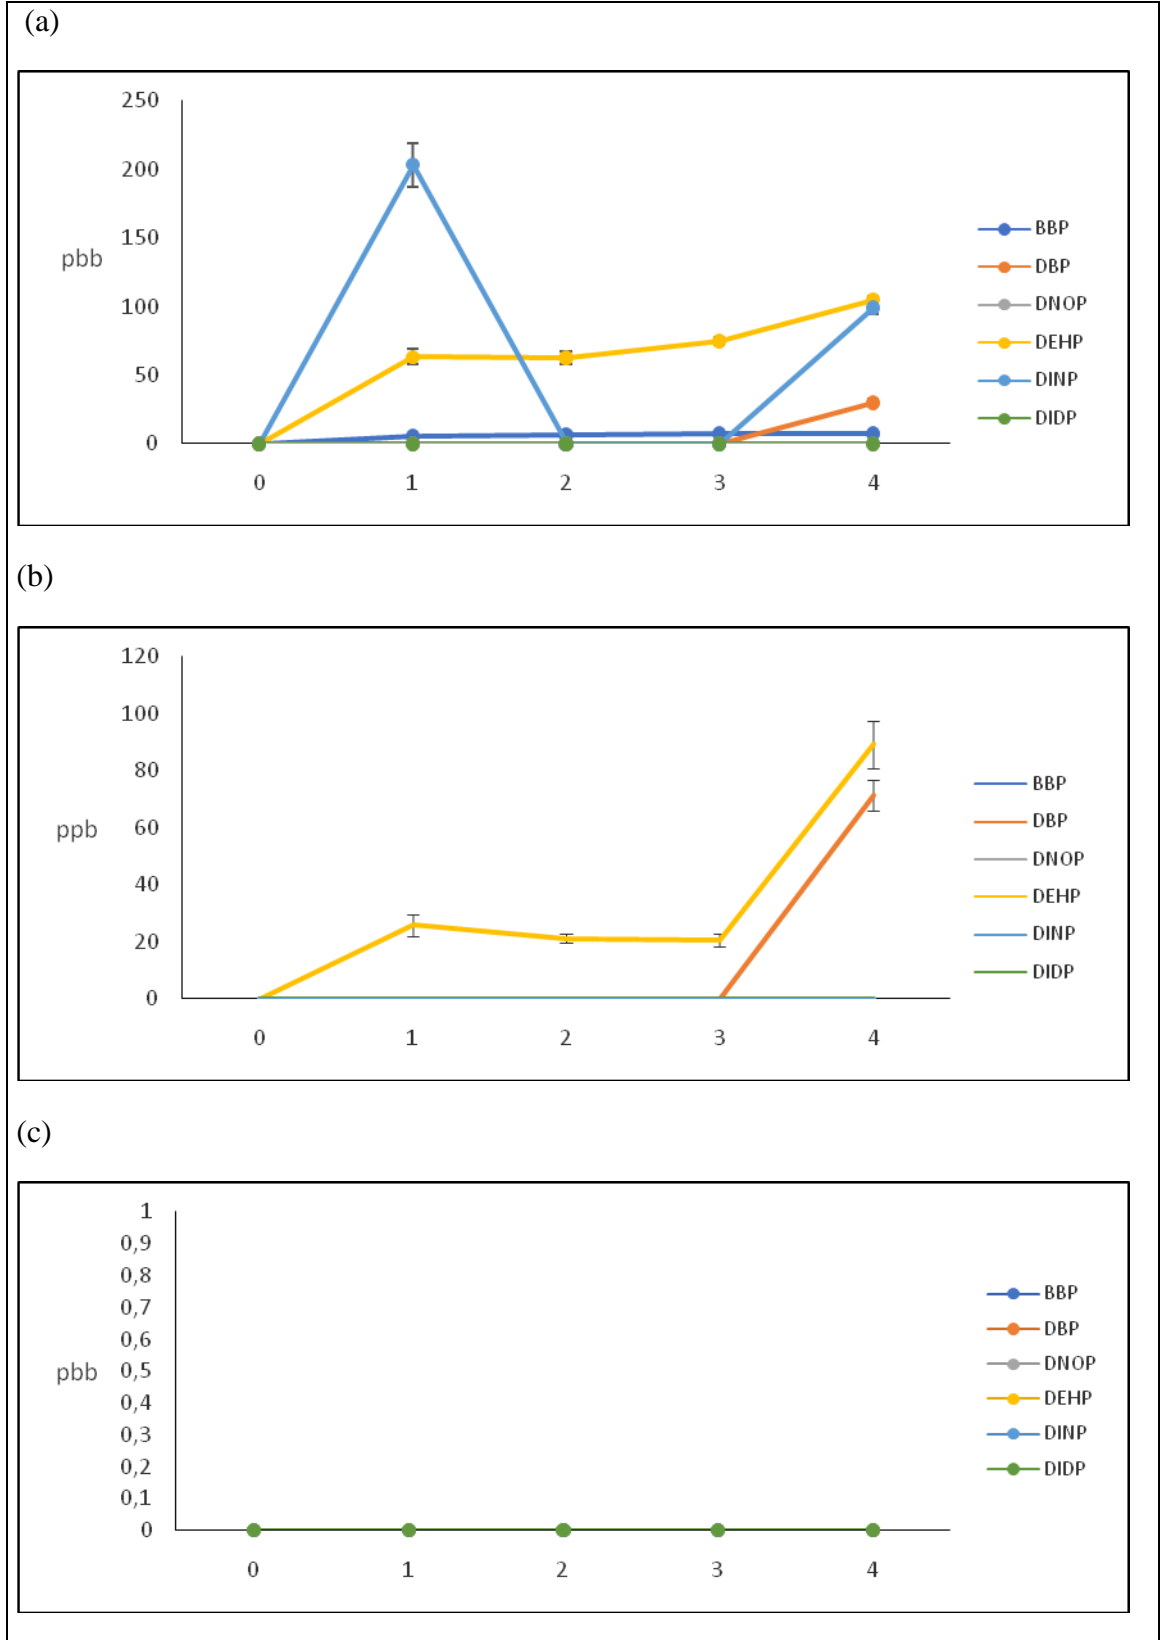 (a)
250
200
150
100
50
0
pbb
0 1 2 3 4
BBP
DBP
DNOP
DEHP
DINP
DIDP
(b)
120
100
80
60
40
20
0
ppb
0 1 2 3 4
BBP
DBP
DNOP
DEHP
DINP
DIDP
(c)
1
0,9
0,8
0,7
0,6
0,5
0,4
0,3
0,2
0,1
0
pbb
0 1 2 3 4
BBP
DBP
DNOP
DEHP
DINP
DIDP